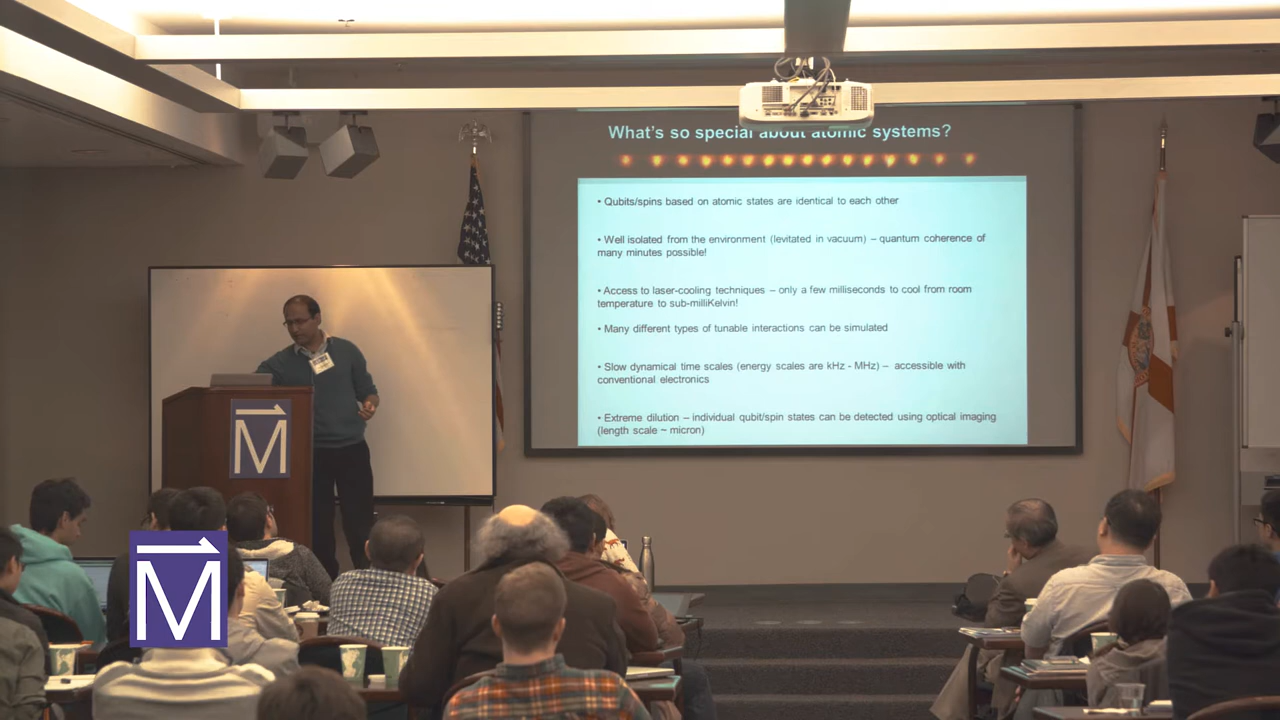 What's so special about atomic systems?
• Qubits/spins based on atomic states are identical to each other
• Well isolated from the environment (levitated in vacuum) – quantum coherence of
many minutes possible!
• Access to laser-cooling techniques – only a few milliseconds to cool from room
temperature to sub-milliKelvin!
• Many different types of tunable interactions can be simulated
• Slow dynamical time scales (energy scales are kHz - MHz) – accessible with
conventional electronics
• Extreme dilution – individual qubit/spin states can be detected using optical imaging
(length scale ~ micron)
M
M